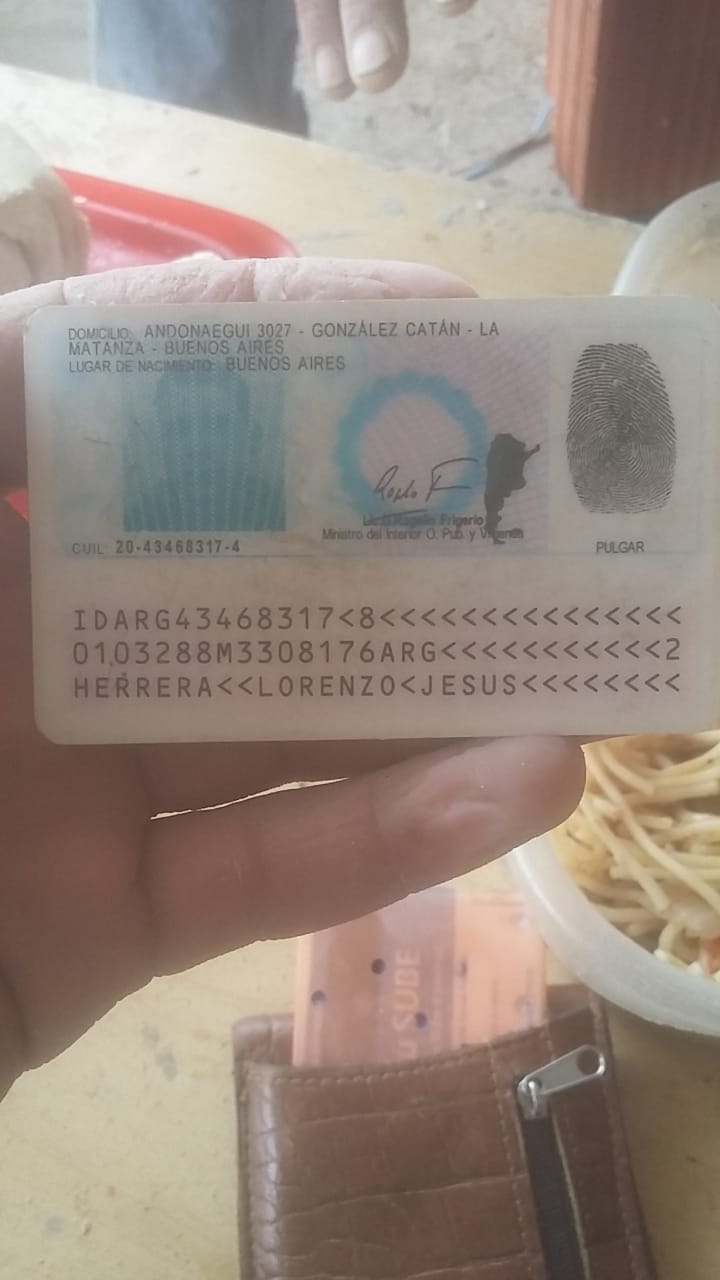 DOMICILIO: ANDONAEGUI 3027 - GONZÁLEZ CATÁN - LA
MATANZA - BUENOS AIRES
LUGAR DE NACIMIENTO: BUENOS AIRES
Lic. Rogelio Frigerio
Ministro del Interior O. Pub. y Vivienda
CUIL: 20-43468317-4
PULGAR
IDARG43468317<8<<<<<<<<<<<<<<<
0103288M3308176ARG<<<<<<<<<<<2
HERRERA<<LORENZO<JESUS<<<<<<<<
SUBE